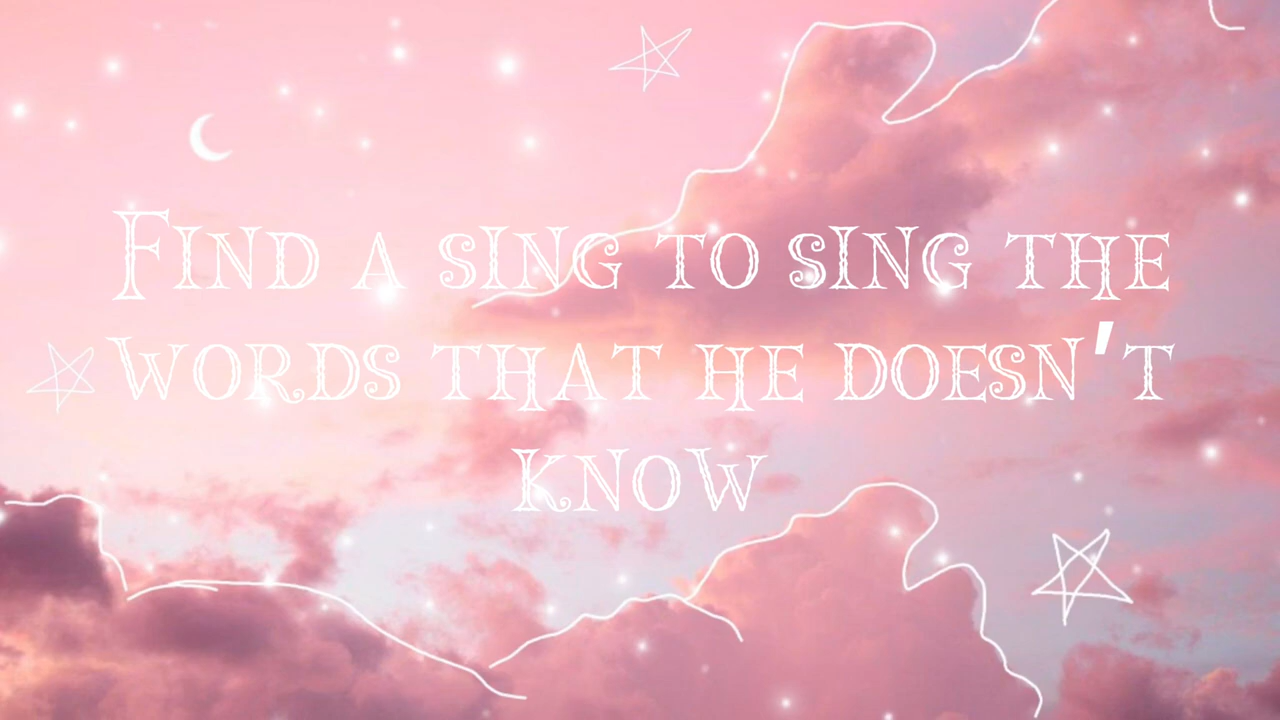 Find a sing to sing the
words that he doesn't
know